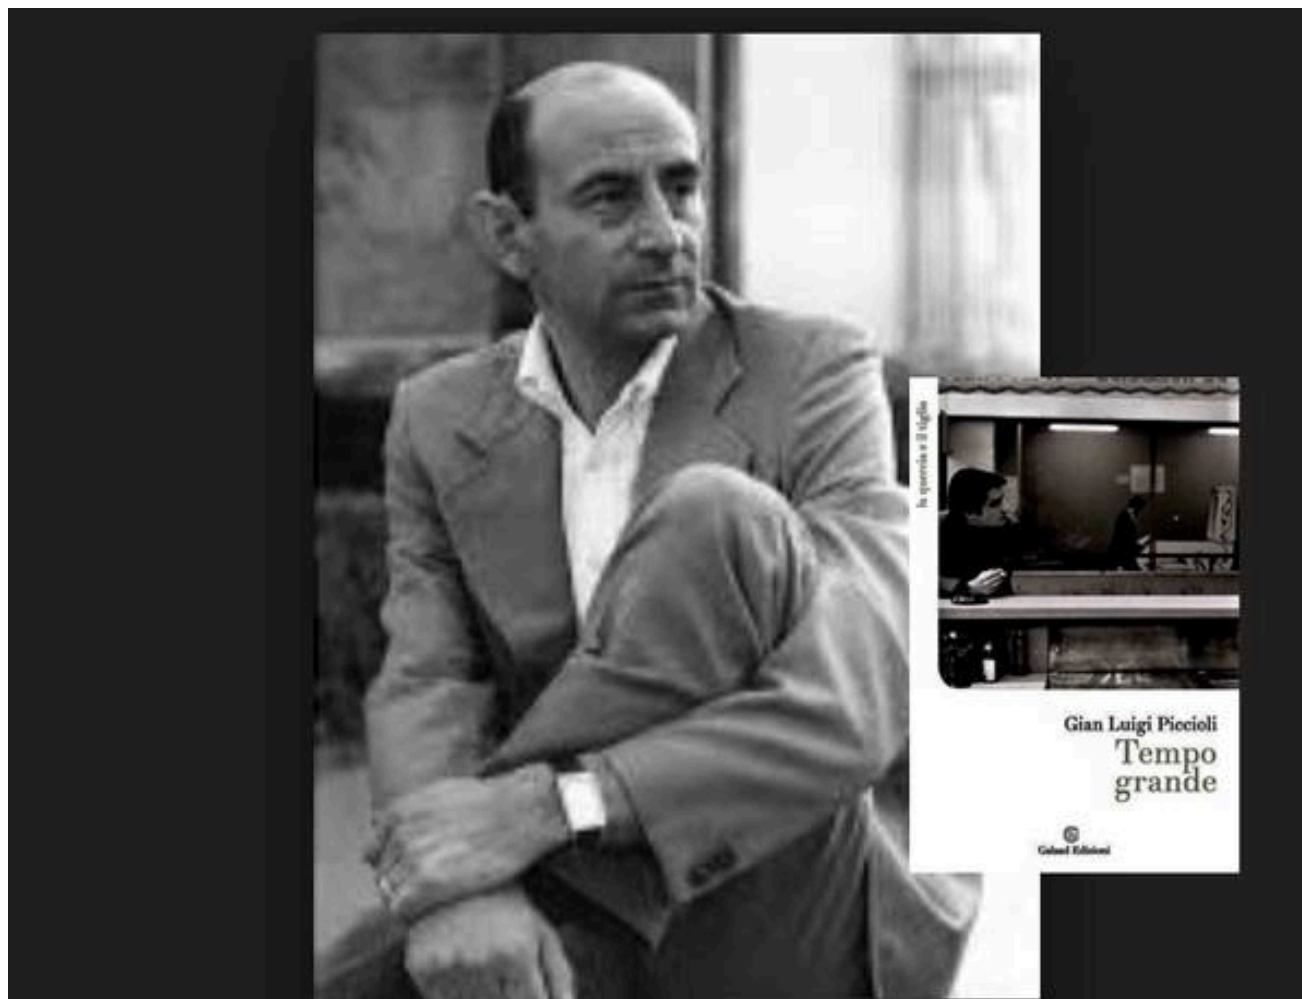 la quercia e il tiglio
Gian Luigi Piccioli
Tempo
grande
Galaad Edizioni